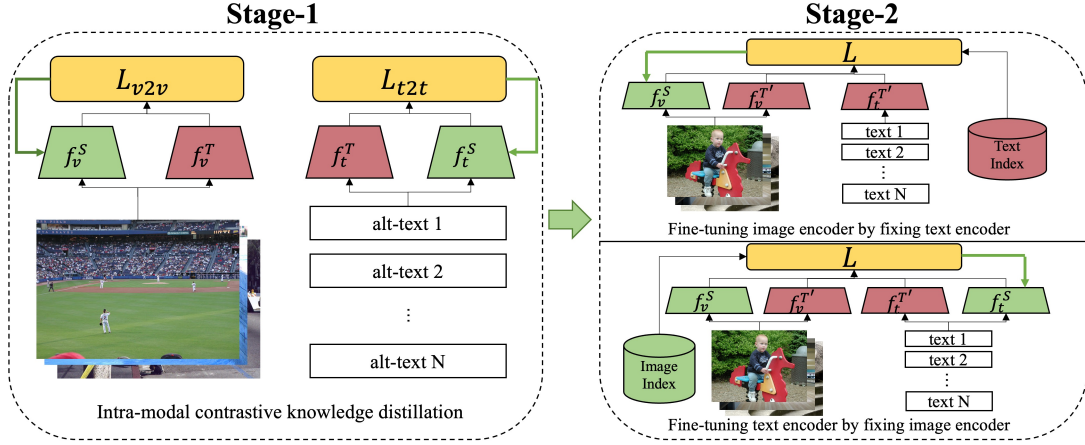 Stage-1
L_{v2v}
L_{t2t}
f_v^S
f_v^T
f_t^T
f_t^S
alt-text 1
alt-text 2
⋮
alt-text N
Intra-modal contrastive knowledge distillation
Stage-2
L
f_v^S
f_v^{T'}
f_t^{T'}
text 1
text 2
⋮
text N
Text
Index
Fine-tuning image encoder by fixing text encoder
L
f_v^S
f_v^{T'}
f_t^{T'}
f_t^S
Image
Index
text 1
text 2
⋮
text N
Fine-tuning text encoder by fixing image encoder